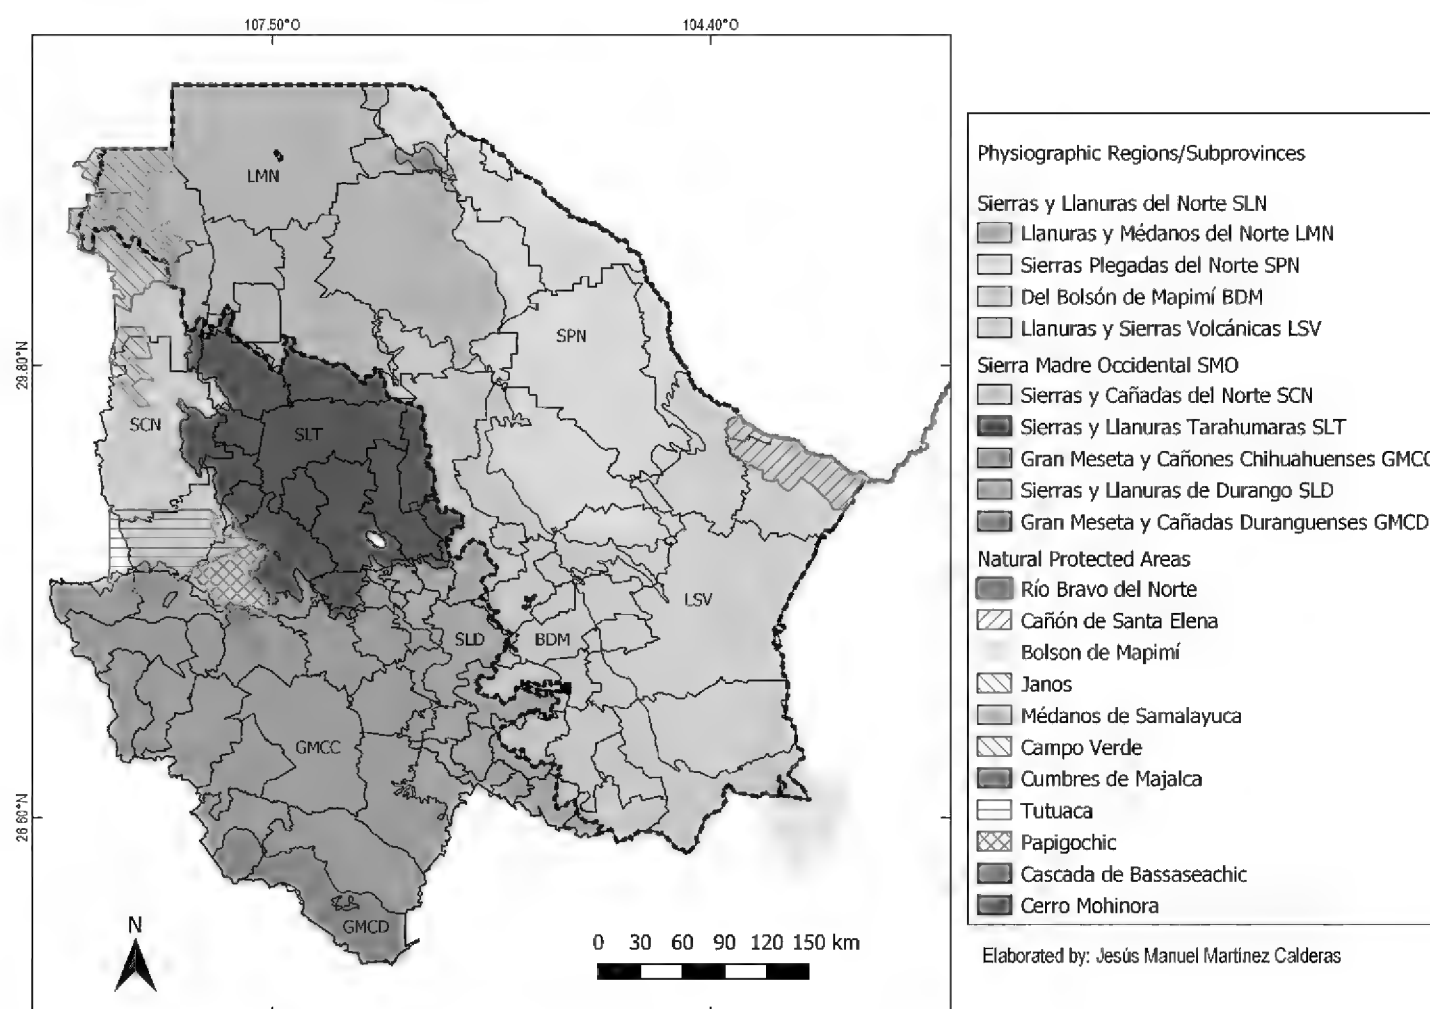 107.50°O
104.40°O
29.80°N
26.60°N
LMN
SPN
SCN
SLT
LSV
SLD
BDM
GMCC
GMCD
N
0 30 60 90 120 150 km
Physiographic Regions/Subprovinces
Sierras y Llanuras del Norte SLN
Llanuras y Médanos del Norte LMN
Sierras Plegadas del Norte SPN
Del Bolsón de Mapimí BDM
Llanuras y Sierras Volcánicas LSV
Sierra Madre Occidental SMO
Sierras y Cañadas del Norte SCN
Sierras y Llanuras Tarahumaras SLT
Gran Meseta y Cañones Chihuahuenses GMCC
Sierras y Llanuras de Durango SLD
Gran Meseta y Cañadas Duranguenses GMCD
Natural Protected Areas
Río Bravo del Norte
Cañón de Santa Elena
Bolson de Mapimí
Janos
Médanos de Samalayuca
Campo Verde
Cumbres de Majalca
Tutuaca
Papigochic
Cascada de Bassaseachic
Cerro Mohinora
Elaborated by: Jesús Manuel Martínez Calderas